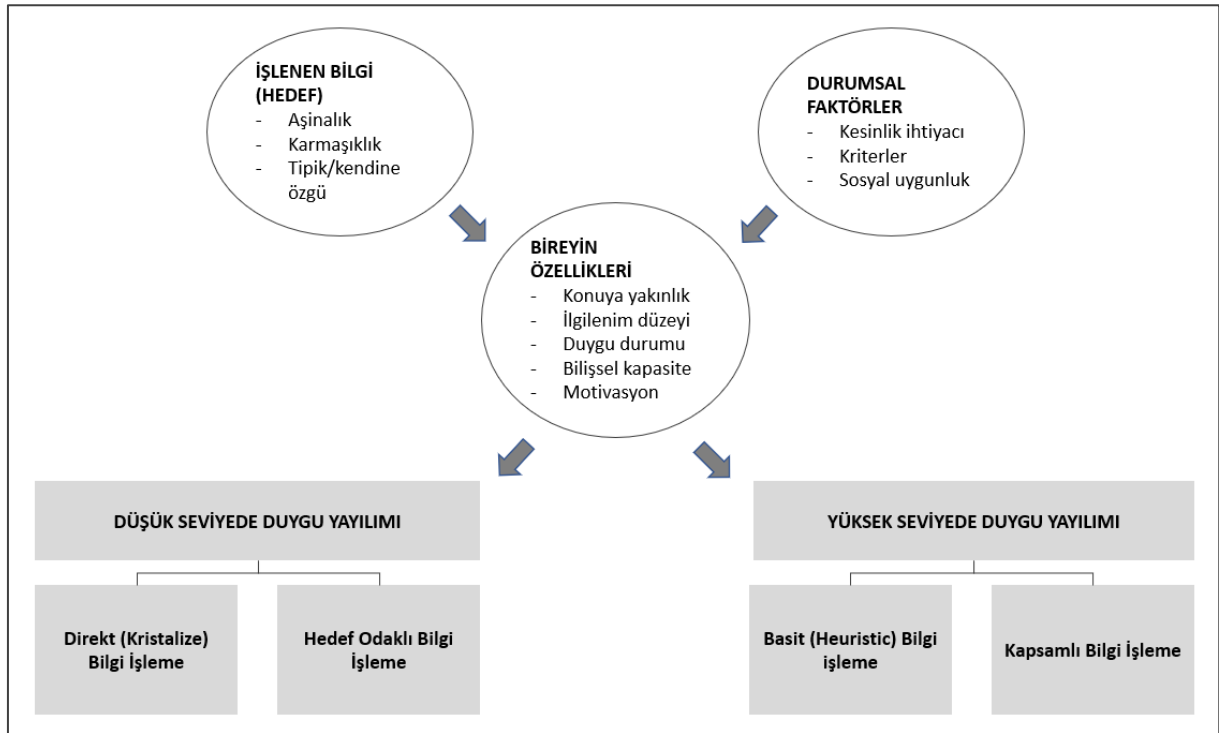 İŞLENEN BİLGİ
(HEDEF)
- Aşinalık
- Karmaşıklık
- Tipik/kendine
özgü
DURUMSAL
FAKTÖRLER
- Kesinlik ihtiyacı
- Kriterler
- Sosyal uygunluk
BİREYİN
ÖZELLİKLERİ
- Konuya yakınlık
- İlgilenim düzeyi
- Duygu durumu
- Bilişsel kapasite
- Motivasyon
DÜŞÜK SEVİYEDE DUYGU YAYILIMI
Direkt (Kristalize)
Bilgi İşleme
Hedef Odaklı Bilgi
İşleme
YÜKSEK SEVİYEDE DUYGU YAYILIMI
Basit (Heuristic) Bilgi
işleme
Kapsamlı Bilgi İşleme